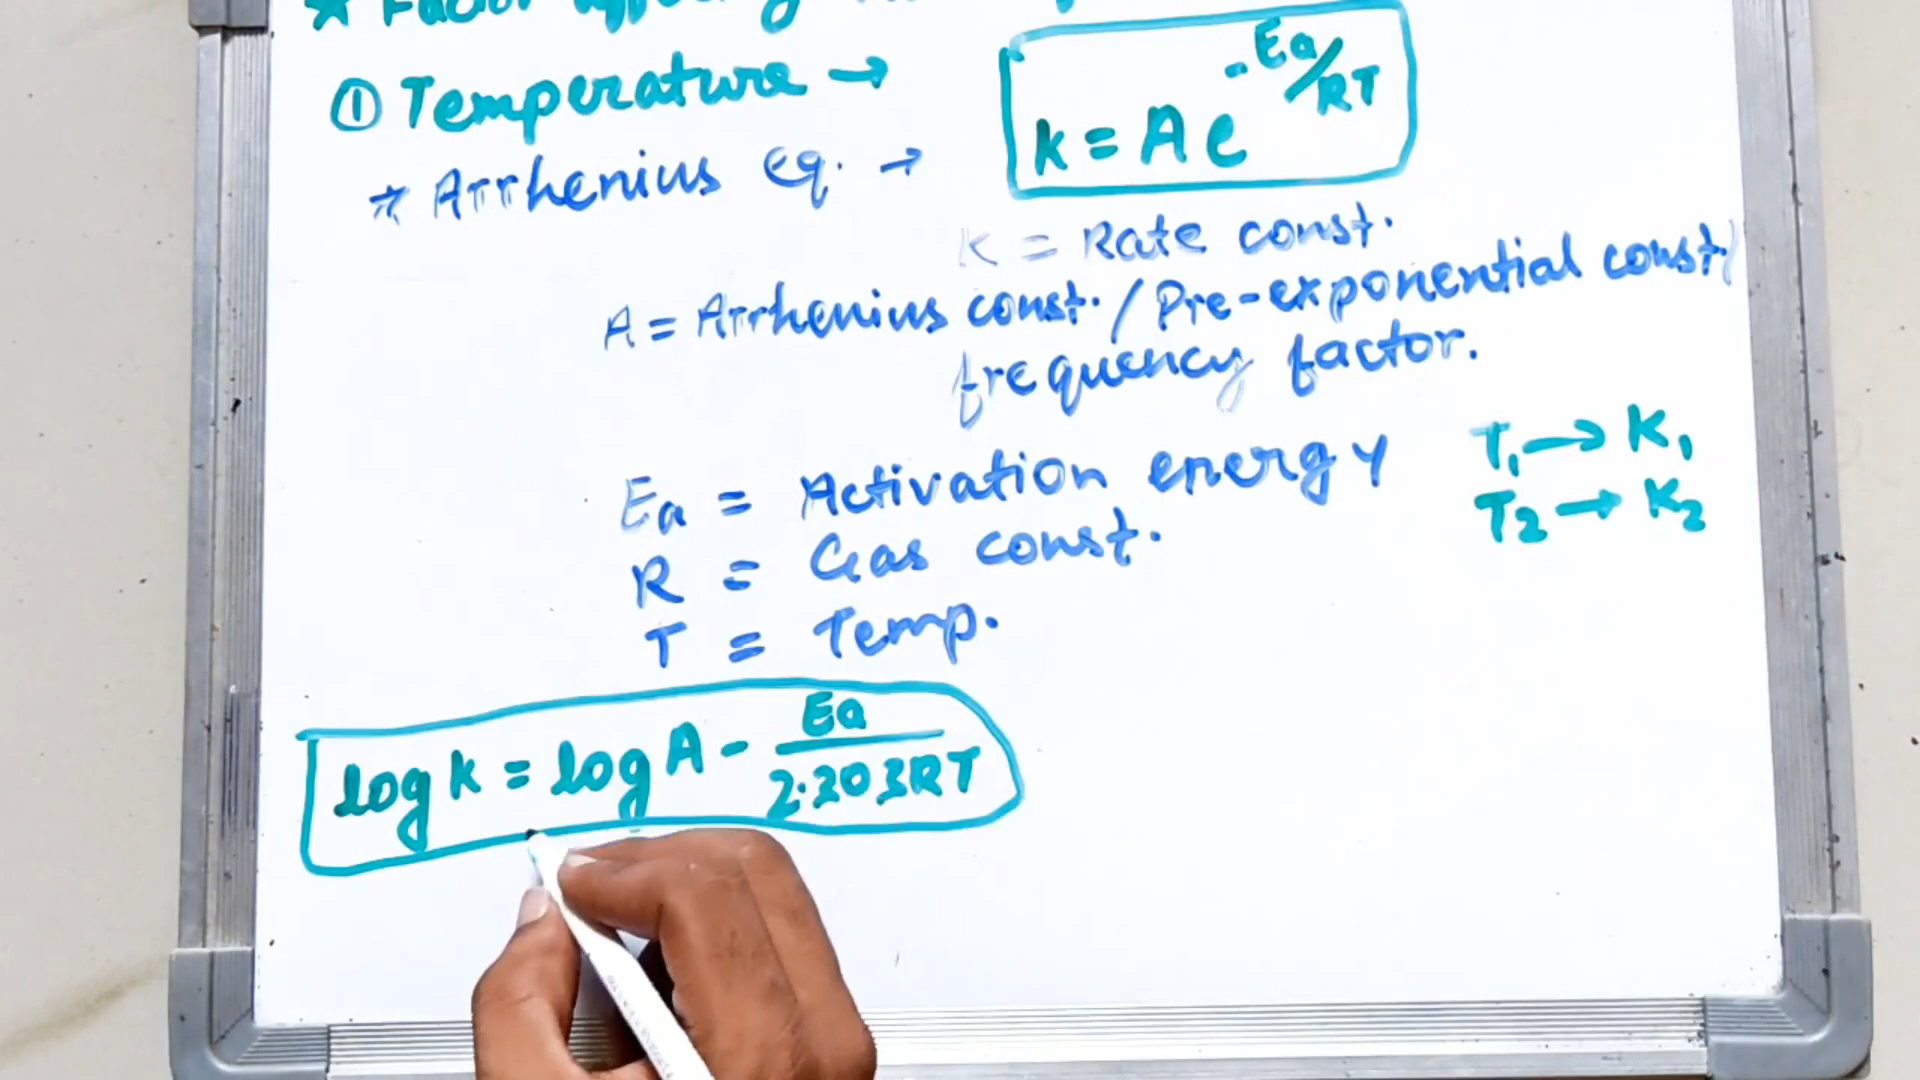 * Factor
① Temperature →
k = A e^-Ea/RT
* Arrhenius eq. →
K = Rate const.
A = Arrhenius const. / Pre-exponential const./
frequency factor.
Ea = Activation energy
R = Gas const.
T = Temp.
T₁ → K₁
T₂ → K₂
log k = log A - Ea/2.303RT